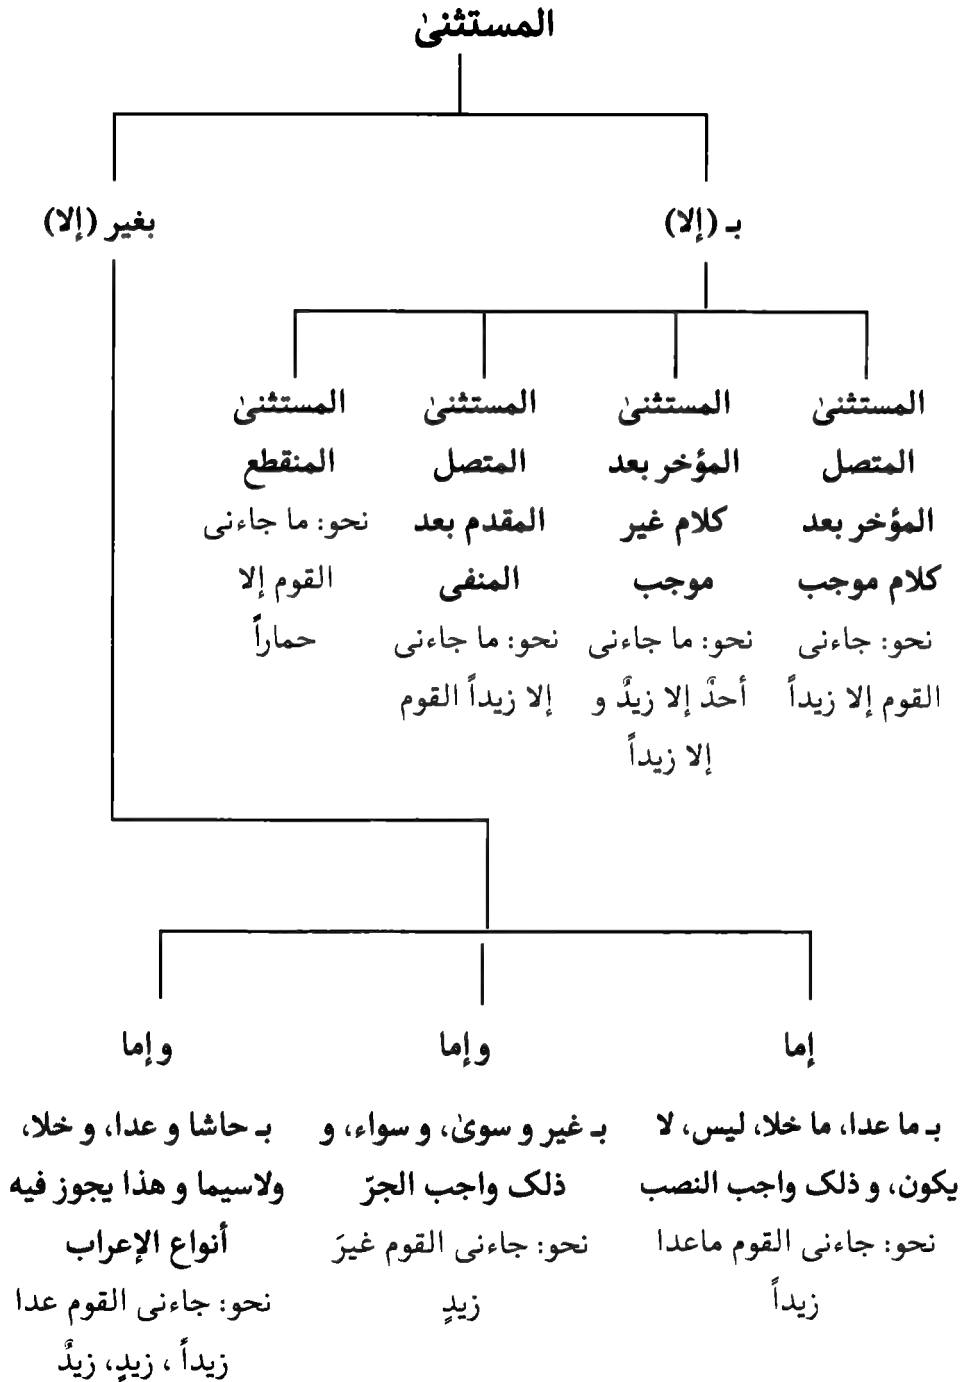 المستثنیٰ
بـ (إلا)
بغیر (إلا)
المستثنیٰ
المتصل
المؤخر بعد
کلام موجب
نحو: جاءنی
القوم إلا زیداً
المستثنیٰ
المؤخر بعد
کلام غیر
موجب
نحو: ما جاءنی
أحدٌ إلا زیدٌ و
إلا زیداً
المستثنیٰ
المتصل
المقدم بعد
المنفی
نحو: ما جاءنی
إلا زیداً القوم
المستثنیٰ
المنقطع
نحو: ما جاءنی
القوم إلا
حماراً
إما
بـ ما عدا، ما خلا، لیس، لا
یکون، و ذلک واجب النصب
نحو: جاءنی القوم ماعدا
زیداً
و إما
بـ غیر و سویٰ، و سواء، و
ذلک واجب الجرّ
نحو: جاءنی القوم غیرَ
زیدٍ
و إما
بـ حاشا و عدا، و خلا،
ولاسیما و هذا یجوز فیه
أنواع الإعراب
نحو: جاءنی القوم عدا
زیداً ، زیدٍ، زیدٌ